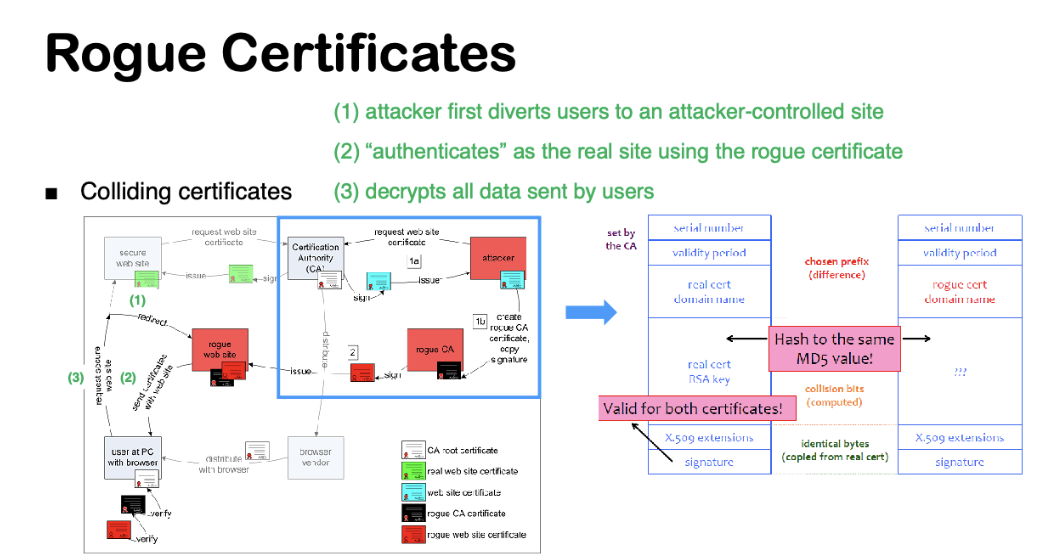 Rogue Certificates
(1) attacker first diverts users to an attacker-controlled site
(2) “authenticates” as the real site using the rogue certificate
■ Colliding certificates
(3) decrypts all data sent by users
request web site
certificate
secure
web site
issue
sign
Certification
Authority
(CA)
request web site
certificate
1a
attacker
sign
issue
(1)
redirect
rogue
web site
distribute
1b
create
rogue CA
certificate,
copy
signature
rogue CA
2
sign
issue
(3)
request secure
web site
(2)
send certificates
with web site
user at PC
with browser
distribute
with browser
browser
vendor
verify
verify
CA root certificate
real web site certificate
web site certificate
rogue CA certificate
rogue web site certificate
set by
the CA
serial number
validity period
real cert
domain name
real cert
RSA key
X.509 extensions
signature
chosen prefix
(difference)
Hash to the same
MD5 value!
collision bits
(computed)
Valid for both certificates!
identical bytes
(copied from real cert)
serial number
validity period
rogue cert
domain name
???
X.509 extensions
signature